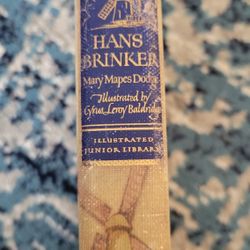 HANS
BRINKER
Mary Mapes Dodge
Illustrated by
Cyrus Leroy Baldridge
ILLUSTRATED
JUNIOR LIBRARY